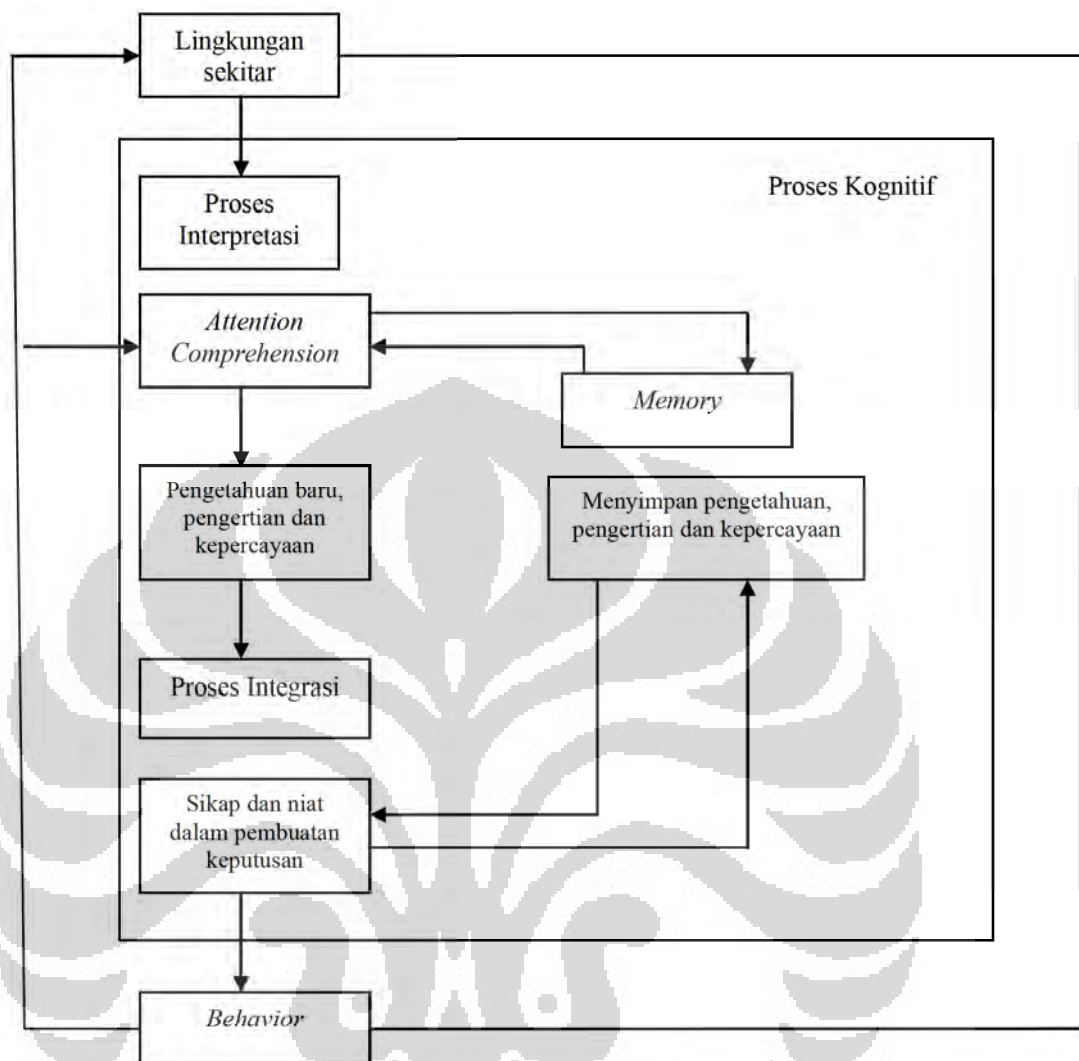 Lingkungan
sekitar
Proses Kognitif
Proses
Interpretasi
Attention
Comprehension
Memory
Pengetahuan baru,
pengertian dan
kepercayaan
Menyimpan pengetahuan,
pengertian dan kepercayaan
Proses Integrasi
Sikap dan niat
dalam pembuatan
keputusan
Behavior